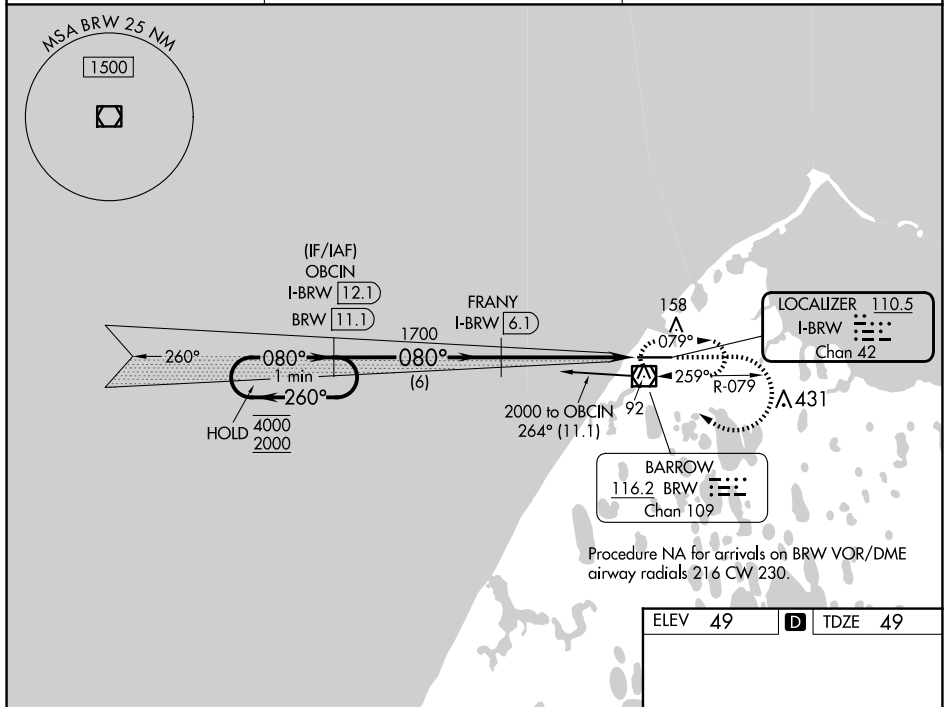 MSA BRW 25 NM
1500
(IF/IAF)
OBCIN
I-BRW 12.1
BRW 11.1
FRANY
I-BRW 6.1
1700
260°
080°
080°
1 min
(6)
260°
HOLD 4000
2000
158
079°
259°
R-079
431
92
2000 to OBCIN
264° (11.1)
LOCALIZER 110.5
I-BRW
Chan 42
BARROW
116.2 BRW
Chan 109
Procedure NA for arrivals on BRW VOR/DME
airway radials 216 CW 230.
ELEV 49 D TDZE 49